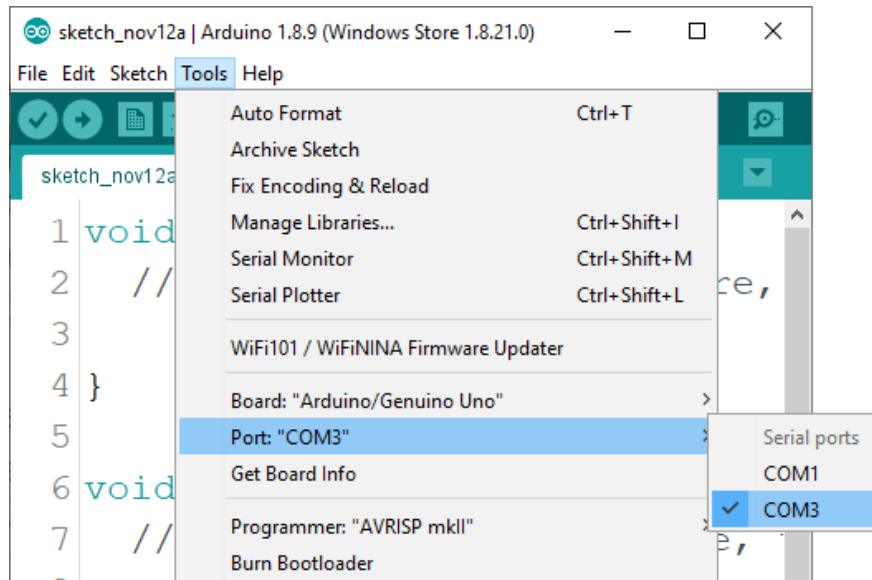 sketch_nov12a | Arduino 1.8.9 (Windows Store 1.8.21.0)
File Edit Sketch Tools Help
Auto Format Ctrl+T
Archive Sketch
Fix Encoding & Reload
Manage Libraries... Ctrl+Shift+I
Serial Monitor Ctrl+Shift+M
Serial Plotter Ctrl+Shift+L
WiFi101 / WiFiNINA Firmware Updater
Board: "Arduino/Genuino Uno"
Port: "COM3"
Get Board Info
Programmer: "AVRISP mkII"
Burn Bootloader
Serial ports
COM1
COM3
sketch_nov12a
1 void
2 // re,
3
4 }
5
6 void
7 // e,